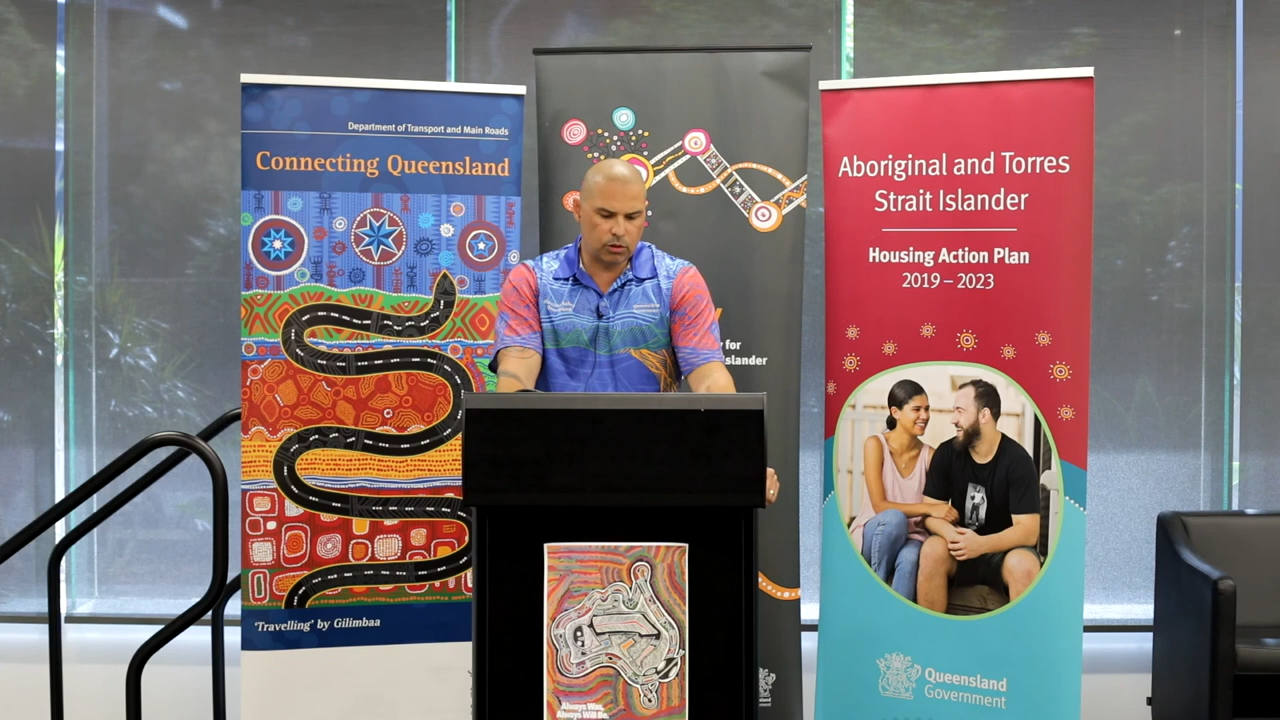 Department of Transport and Main Roads
Connecting Queensland
'Travelling' by Gilimbaa
y for
slander
Aboriginal and Torres
Strait Islander
Housing Action Plan
2019 – 2023
Queensland
Government
Always Was,
Always Will Be.